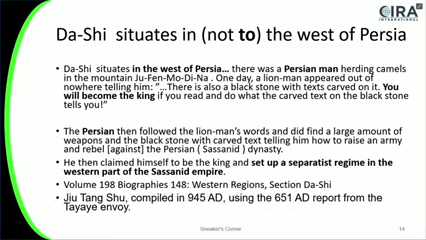 CIRA
INTERNATIONAL
Da-Shi situates in (not to) the west of Persia
• Da-Shi situates in the west of Persia… there was a Persian man herding camels
in the mountain Ju-Fen-Mo-Di-Na . One day, a lion-man appeared out of
nowhere telling him: ”…There is also a black stone with texts carved on it. You
will become the king if you read and do what the carved text on the black stone
tells you!”
• The Persian then followed the lion-man’s words and did find a large amount of
weapons and the black stone with carved text telling him how to raise an army
and rebel [against] the Persian ( Sassanid ) dynasty.
• He then claimed himself to be the king and set up a separatist regime in the
western part of the Sassanid empire.
• Volume 198 Biographies 148: Western Regions, Section Da-Shi
• Jiu Tang Shu, compiled in 945 AD, using the 651 AD report from the
Tayaye envoy.
Sneaker's Corner
14